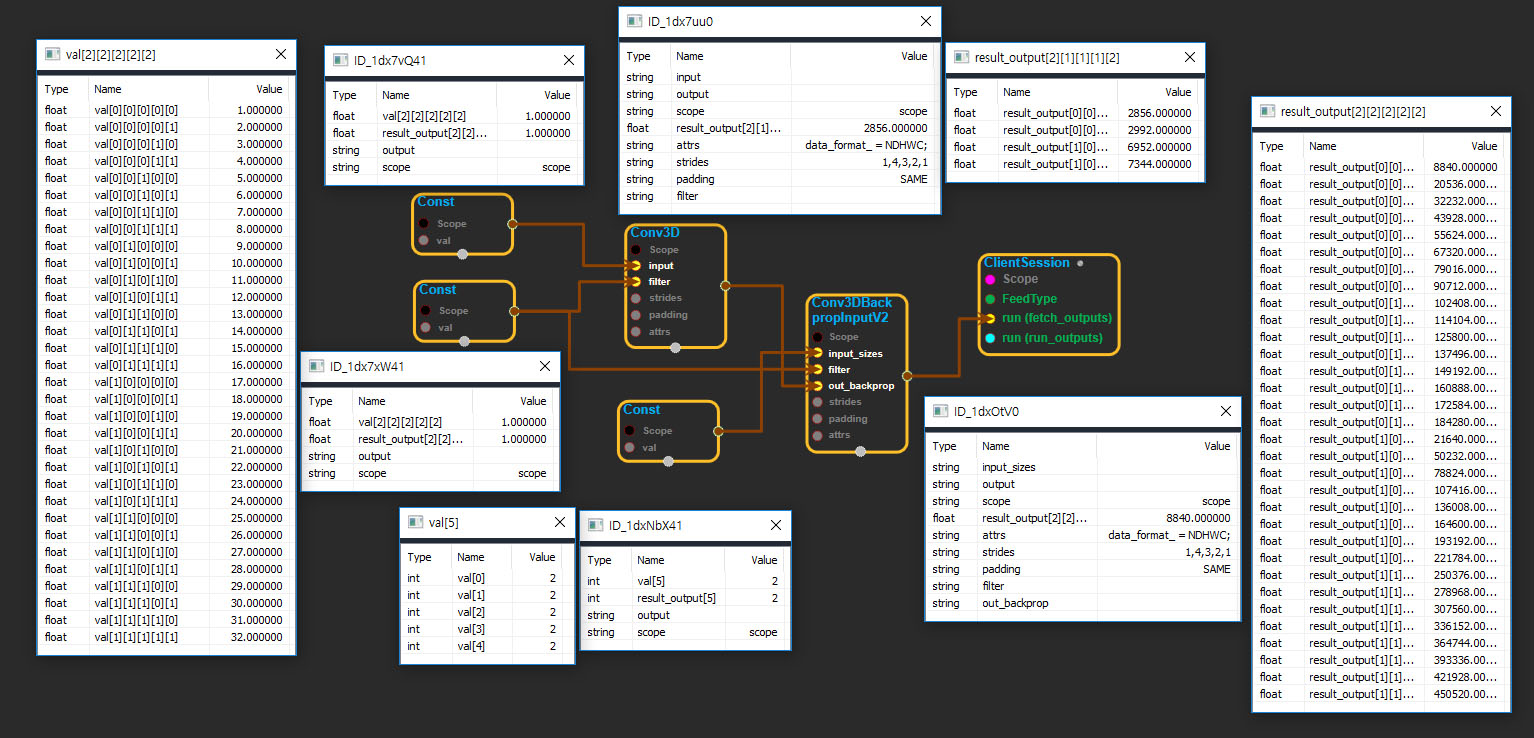 val[2][2][2][2][2]
Type Name Value
float val[0][0][0][0][0] 1.000000
float val[0][0][0][0][1] 2.000000
float val[0][0][0][1][0] 3.000000
float val[0][0][0][1][1] 4.000000
float val[0][0][1][0][0] 5.000000
float val[0][0][1][0][1] 6.000000
float val[0][0][1][1][0] 7.000000
float val[0][0][1][1][1] 8.000000
float val[0][1][0][0][0] 9.000000
float val[0][1][0][0][1] 10.000000
float val[0][1][0][1][0] 11.000000
float val[0][1][0][1][1] 12.000000
float val[0][1][1][0][0] 13.000000
float val[0][1][1][0][1] 14.000000
float val[0][1][1][1][0] 15.000000
float val[0][1][1][1][1] 16.000000
float val[1][0][0][0][0] 17.000000
float val[1][0][0][0][1] 18.000000
float val[1][0][0][1][0] 19.000000
float val[1][0][0][1][1] 20.000000
float val[1][0][1][0][0] 21.000000
float val[1][0][1][0][1] 22.000000
float val[1][0][1][1][0] 23.000000
float val[1][0][1][1][1] 24.000000
float val[1][1][0][0][0] 25.000000
float val[1][1][0][0][1] 26.000000
float val[1][1][0][1][0] 27.000000
float val[1][1][0][1][1] 28.000000
float val[1][1][1][0][0] 29.000000
float val[1][1][1][0][1] 30.000000
float val[1][1][1][1][0] 31.000000
float val[1][1][1][1][1] 32.000000
ID_1dx7vQ41
Type Name Value
float val[2][2][2][2][2] 1.000000
float result_output[2][2]... 1.000000
string output
string scope scope
ID_1dx7uu0
Type Name Value
string input
string output
string scope scope
float result_output[2][1]... 2856.000000
string attrs data_format_ = NDHWC;
string strides 1,4,3,2,1
string padding SAME
string filter
result_output[2][1][1][1][2]
Type Name Value
float result_output[0][0]... 2856.000000
float result_output[0][0]... 2992.000000
float result_output[1][0]... 6952.000000
float result_output[1][0]... 7344.000000
Const
Scope
val
Const
Scope
val
Conv3D
Scope
input
filter
strides
padding
attrs
Conv3DBack
propInputV2
Scope
input_sizes
filter
out_backprop
strides
padding
attrs
ClientSession
Scope
FeedType
run (fetch_outputs)
run (run_outputs)
Const
Scope
val
ID_1dx7xW41
Type Name Value
float val[2][2][2][2][2] 1.000000
float result_output[2][2]... 1.000000
string output
string scope scope
val[5]
Type Name Value
int val[0] 2
int val[1] 2
int val[2] 2
int val[3] 2
int val[4] 2
ID_1dxNbX41
Type Name Value
int val[5] 2
int result_output[5] 2
string output
string scope scope
ID_1dxOtV0
Type Name Value
string input_sizes
string output
string scope scope
float result_output[2][2]... 8840.000000
string attrs data_format_ = NDHWC;
string strides 1,4,3,2,1
string padding SAME
string filter
string out_backprop
result_output[2][2][2][2][2]
Type Name Value
float result_output[0][0]... 8840.000000
float result_output[0][0]... 20536.000...
float result_output[0][0]... 32232.000...
float result_output[0][0]... 43928.000...
float result_output[0][0]... 55624.000...
float result_output[0][0]... 67320.000...
float result_output[0][0]... 79016.000...
float result_output[0][0]... 90712.000...
float result_output[0][1]... 102408.00...
float result_output[0][1]... 114104.00...
float result_output[0][1]... 125800.00...
float result_output[0][1]... 137496.00...
float result_output[0][1]... 149192.00...
float result_output[0][1]... 160888.00...
float result_output[0][1]... 172584.00...
float result_output[0][1]... 184280.00...
float result_output[1][0]... 21640.000...
float result_output[1][0]... 50232.000...
float result_output[1][0]... 78824.000...
float result_output[1][0]... 107416.00...
float result_output[1][0]... 136008.00...
float result_output[1][0]... 164600.00...
float result_output[1][0]... 193192.00...
float result_output[1][0]... 221784.00...
float result_output[1][1]... 250376.00...
float result_output[1][1]... 278968.00...
float result_output[1][1]... 307560.00...
float result_output[1][1]... 336152.00...
float result_output[1][1]... 364744.00...
float result_output[1][1]... 393336.00...
float result_output[1][1]... 421928.00...
float result_output[1][1]... 450520.00...